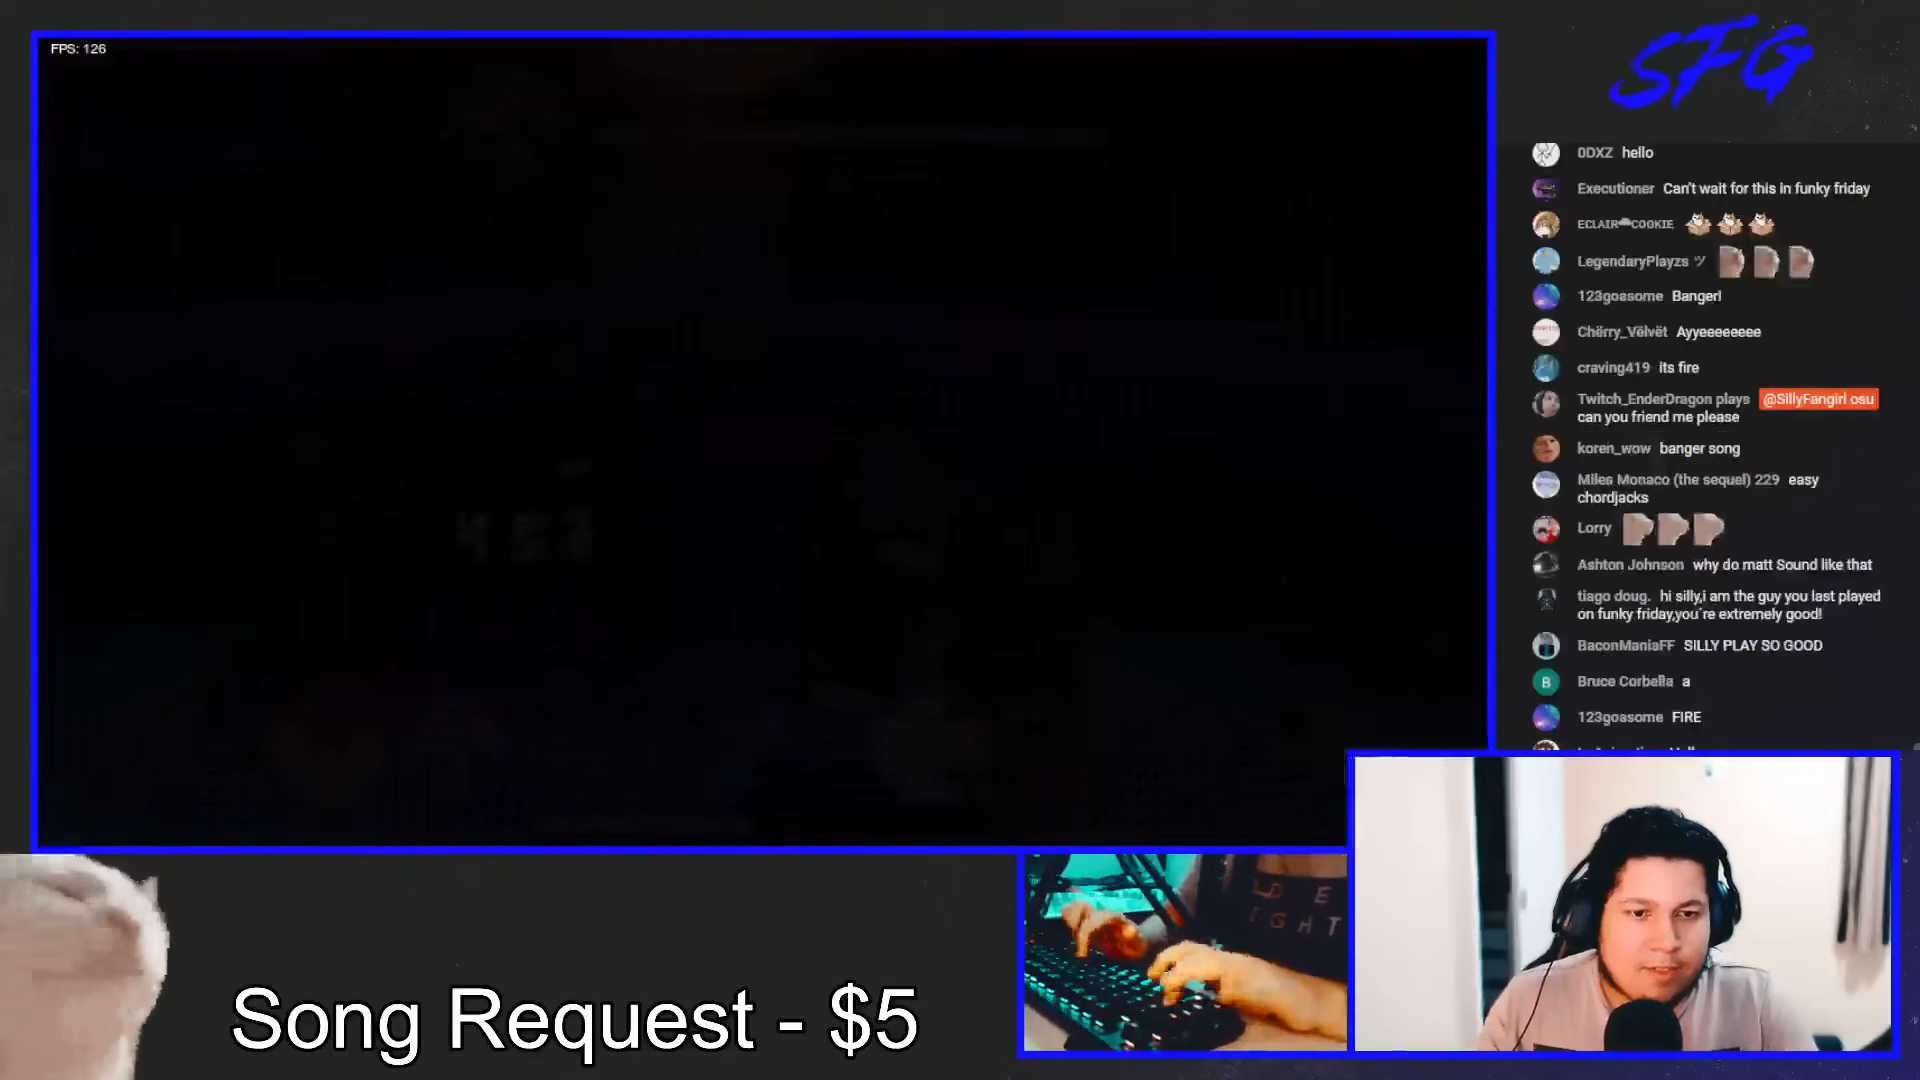 FPS: 126
SFG
0DXZ hello
Executioner Can't wait for this in funky friday
ECLAIR☁COOKIE
LegendaryPlayzs ツ
123goasome Banger!
Chërry_Vëlvët Ayyeeeeeeee
craving419 its fire
Twitch_EnderDragon plays @SillyFangirl osu
can you friend me please
koren_wow banger song
Miles Monaco (the sequel) 229 easy
chordjacks
Lorry
Ashton Johnson why do matt Sound like that
tiago doug. hi silly,i am the guy you last played
on funky friday,you´re extremely good!
BaconManiaFF SILLY PLAY SO GOOD
B Bruce Corbella a
123goasome FIRE
Song Request - $5